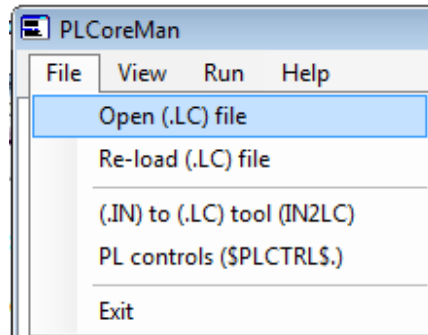 PLCoreMan
File View Run Help
Open (.LC) file
Re-load (.LC) file
(.IN) to (.LC) tool (IN2LC)
PL controls ($PLCTRL$.)
Exit